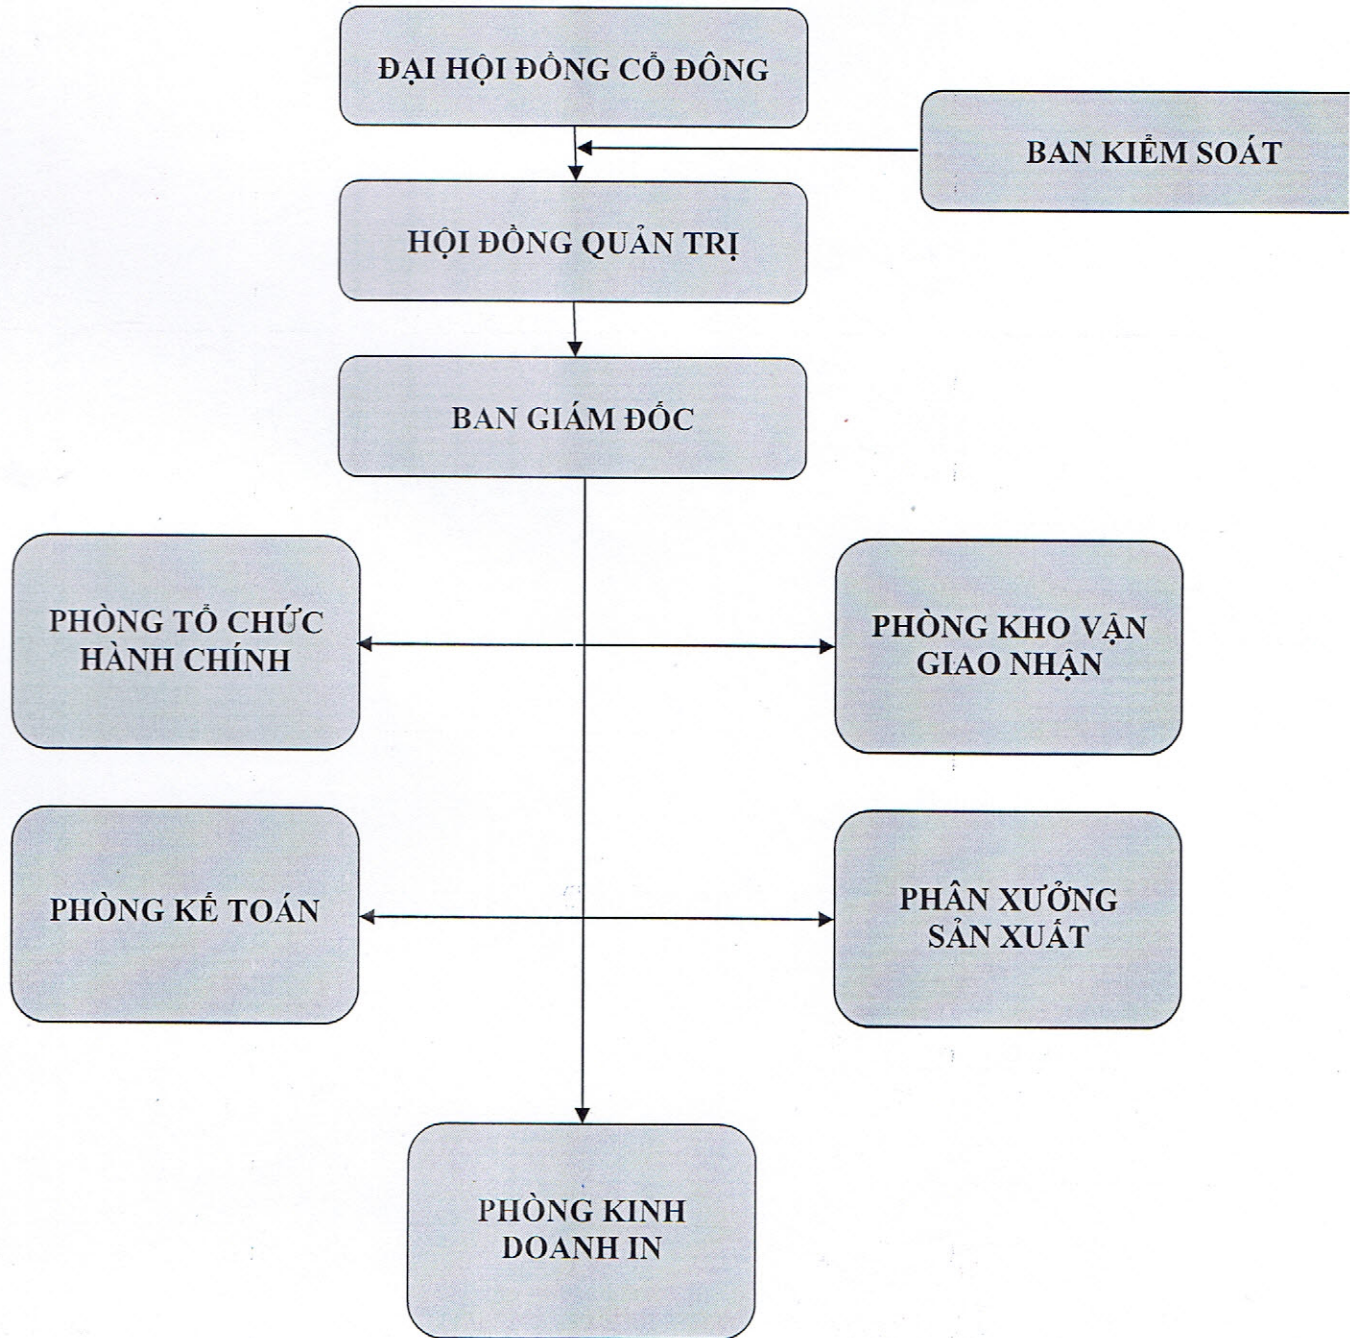 ĐẠI HỘI ĐỒNG CỔ ĐÔNG
BAN KIỂM SOÁT
HỘI ĐỒNG QUẢN TRỊ
BAN GIÁM ĐỐC
PHÒNG TỔ CHỨC
HÀNH CHÍNH
PHÒNG KHO VẬN
GIAO NHẬN
PHÒNG KẾ TOÁN
PHÂN XƯỞNG
SẢN XUẤT
PHÒNG KINH
DOANH IN